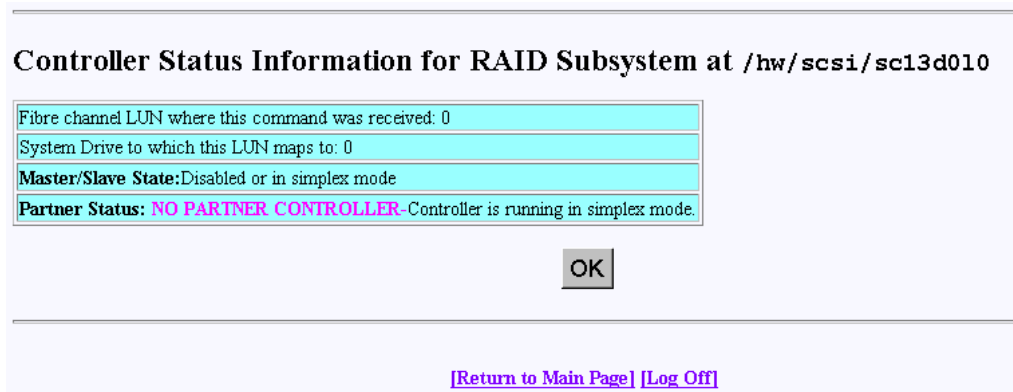 Controller Status Information for RAID Subsystem at /hw/scsi/sc13d0l0
Fibre channel LUN where this command was received: 0
System Drive to which this LUN maps to: 0
Master/Slave State:Disabled or in simplex mode
Partner Status: NO PARTNER CONTROLLER-Controller is running in simplex mode.
OK
[Return to Main Page] [Log Off]